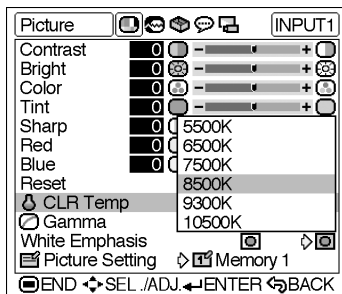 Picture INPUT1
Contrast 0 - +
Bright 0 - +
Color 0 - +
Tint 0 - +
Sharp 0 5500K
Red 0 6500K
Blue 0 7500K
Reset 8500K
CLR Temp 9300K
Gamma 10500K
White Emphasis
Picture Setting 1 Memory 1
END SEL./ADJ. ENTER BACK